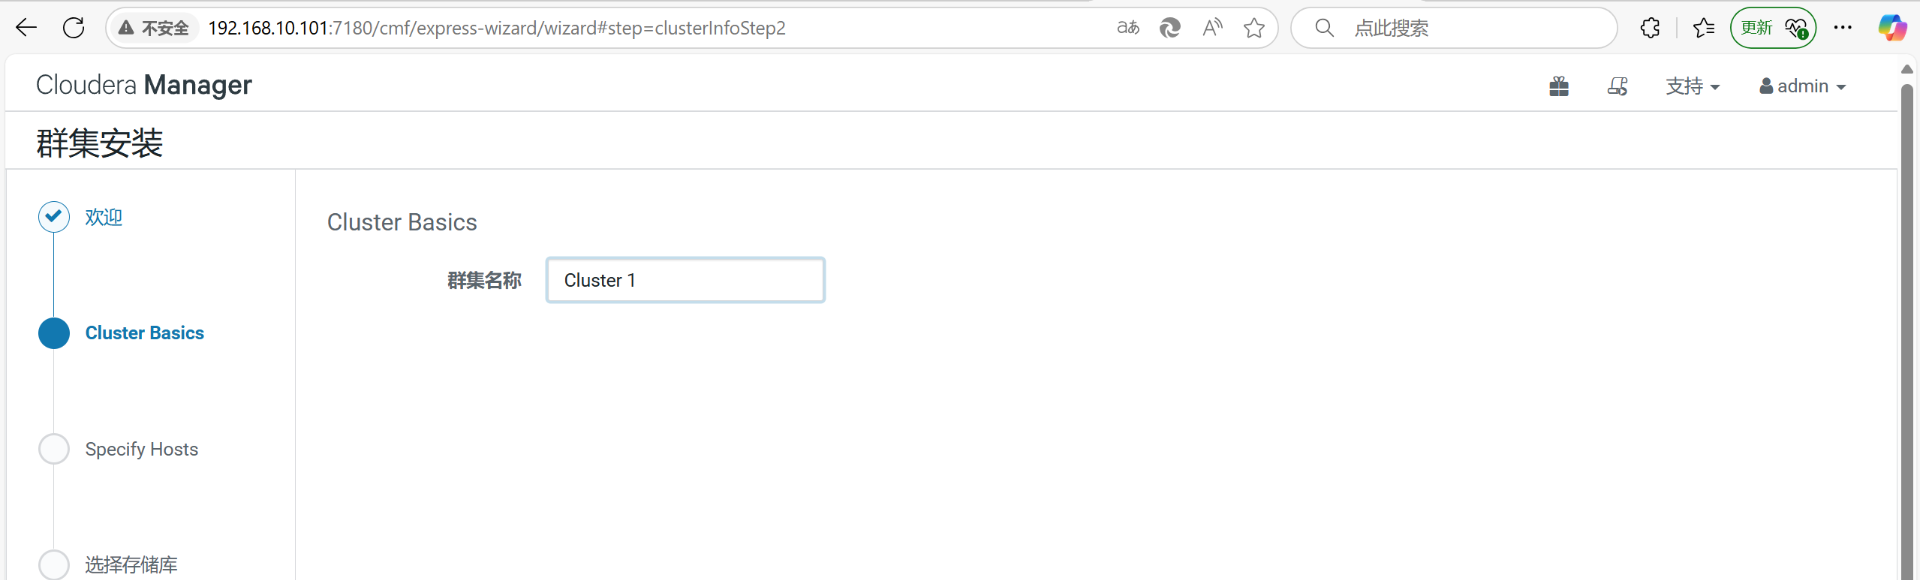 不安全 192.168.10.101:7180/cmf/express-wizard/wizard#step=clusterInfoStep2 aあ A 点此搜索 更新
Cloudera Manager 支持 admin
群集安装
欢迎
Cluster Basics
群集名称 Cluster 1
Cluster Basics
Specify Hosts
选择存储库